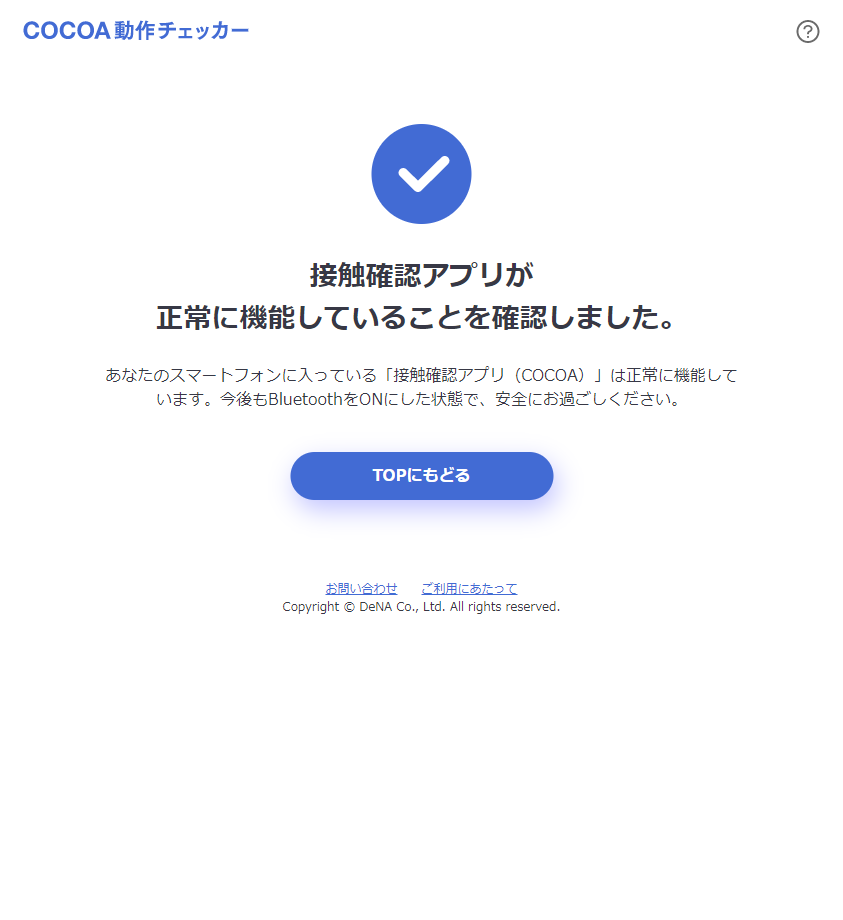 COCOA動作チェッカー
接触確認アプリが
正常に機能していることを確認しました。
あなたのスマートフォンに入っている「接触確認アプリ（COCOA）」は正常に機能して
います。今後もBluetoothをONにした状態で、安全にお過ごしください。
TOPにもどる
お問い合わせ ご利用にあたって
Copyright © DeNA Co., Ltd. All rights reserved.